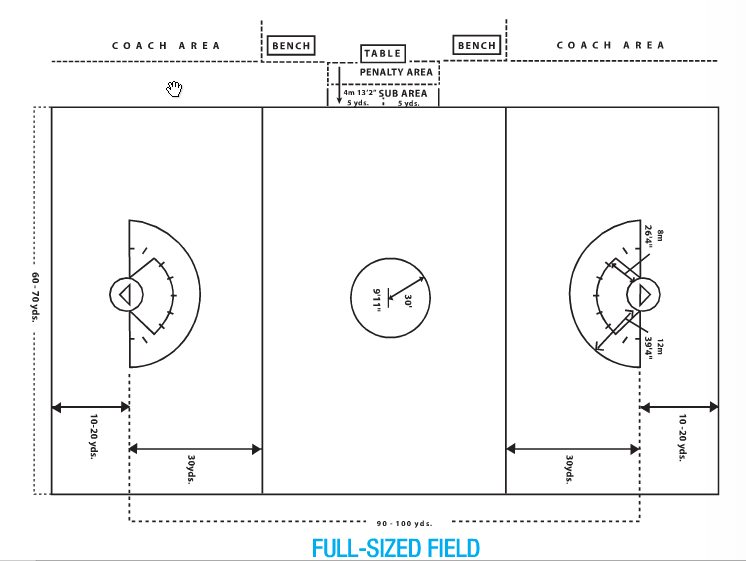 COACH AREA
BENCH
TABLE
BENCH
COACH AREA
PENALTY AREA
4m 13'2" SUB AREA
5 yds. 5 yds.
60 - 70 yds.
8m
26'4"
30'
9'11"
12m
39'4"
10-20 yds.
30yds.
30yds.
10-20 yds.
90 - 100 yds.
FULL-SIZED FIELD